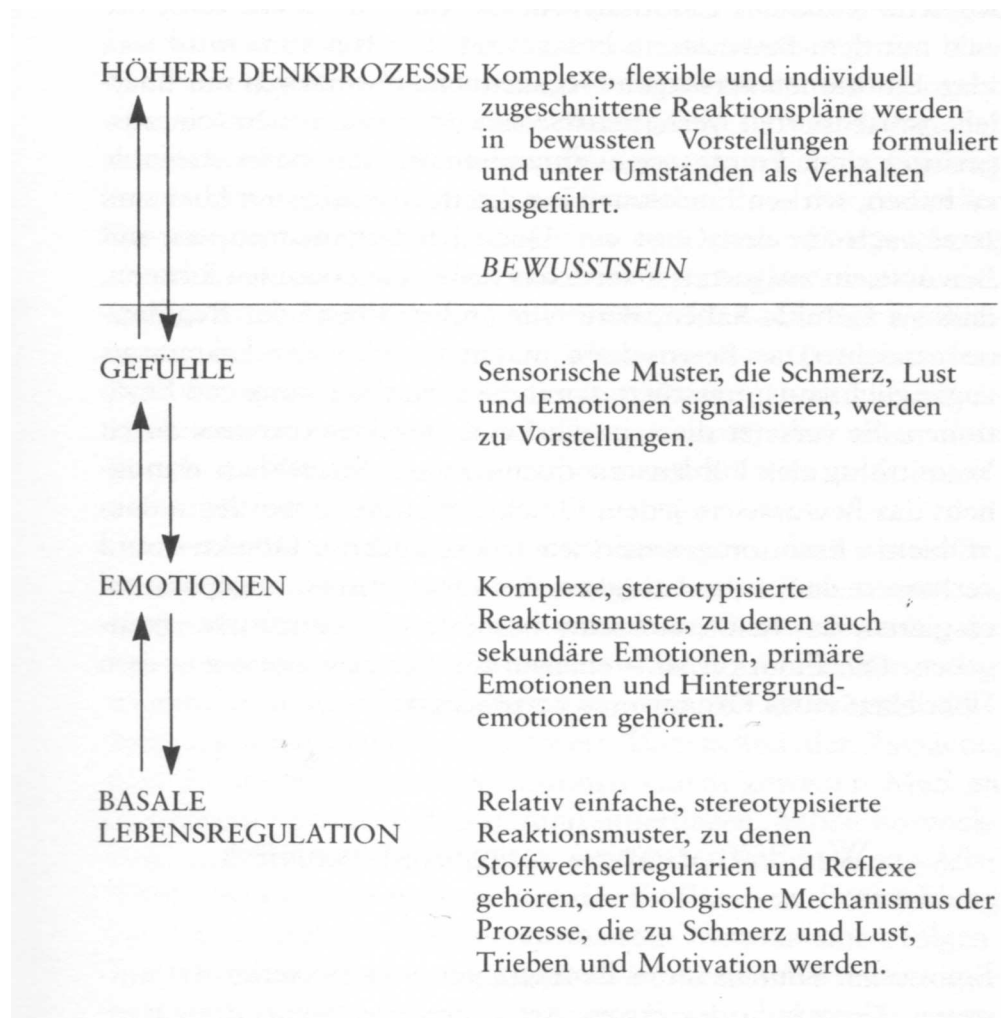 HÖHERE DENKPROZESSE Komplexe, flexible und individuell
zugeschnittene Reaktionspläne werden
in bewussten Vorstellungen formuliert
und unter Umständen als Verhalten
ausgeführt.
BEWUSSTSEIN
GEFÜHLE Sensorische Muster, die Schmerz, Lust
und Emotionen signalisieren, werden
zu Vorstellungen.
EMOTIONEN Komplexe, stereotypisierte
Reaktionsmuster, zu denen auch
sekundäre Emotionen, primäre
Emotionen und Hintergrund-
emotionen gehören.
BASALE Relativ einfache, stereotypisierte
LEBENSREGULATION Reaktionsmuster, zu denen
Stoffwechselregularien und Reflexe
gehören, der biologische Mechanismus der
Prozesse, die zu Schmerz und Lust,
Trieben und Motivation werden.